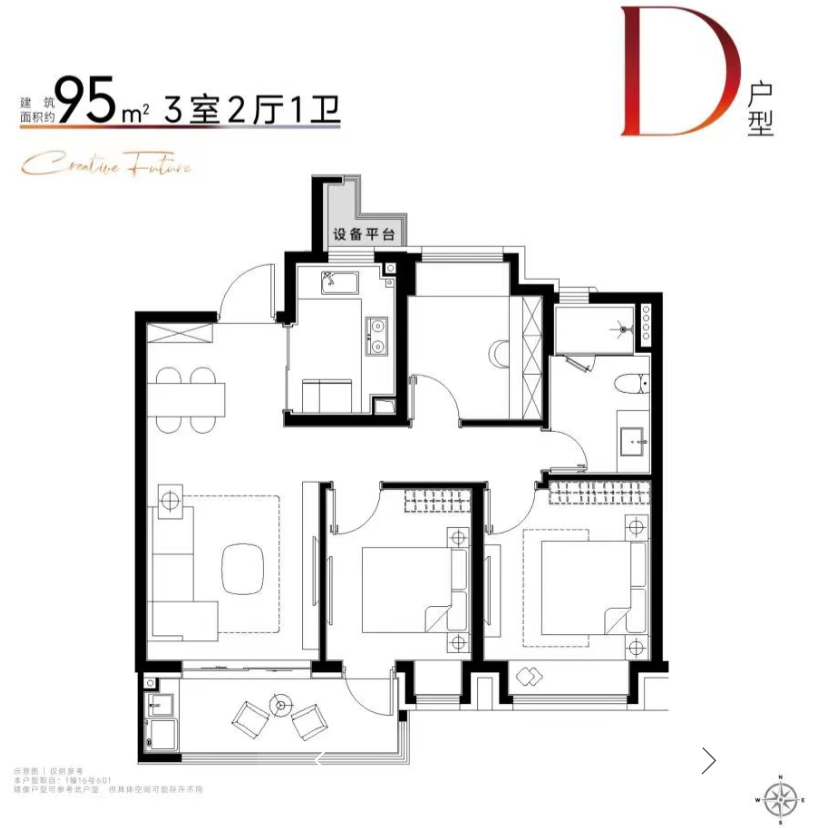 D
户型
建筑
面积约 95m² 3室2厅1卫
Creative Future
设备平台
N
W E
S
示意图｜仅供参考
本户型取自：1幢16号601
镜像户型可参考此户型，但具体空间可能存在不同